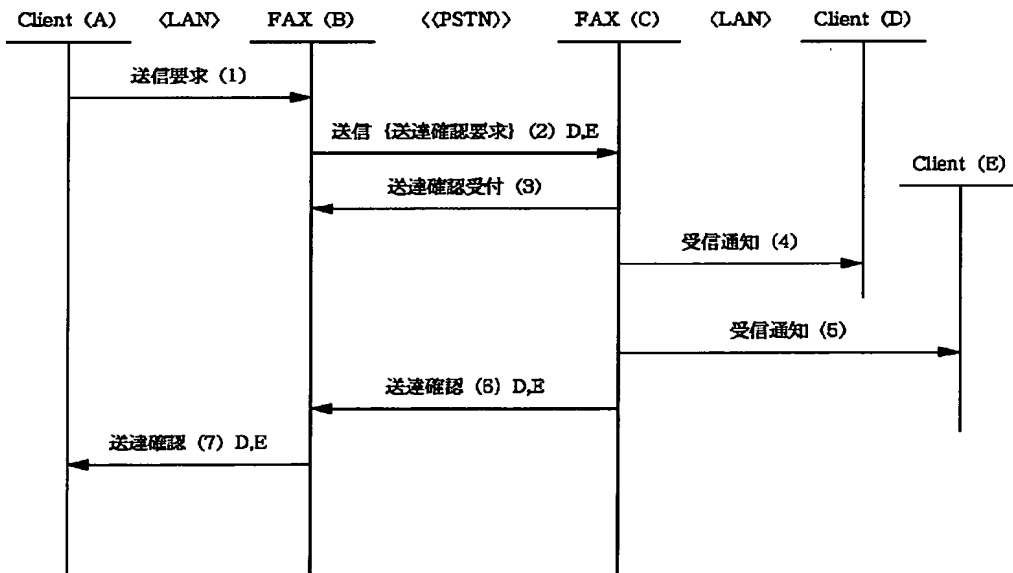 Client (A) 〈LAN〉 FAX (B) 《PSTN》 FAX (C) 〈LAN〉 Client (D)
送信要求 (1)
送信 {送達確認要求} (2) D,E
Client (E)
送達確認受付 (3)
受信通知 (4)
受信通知 (5)
送達確認 (6) D,E
送達確認 (7) D,E